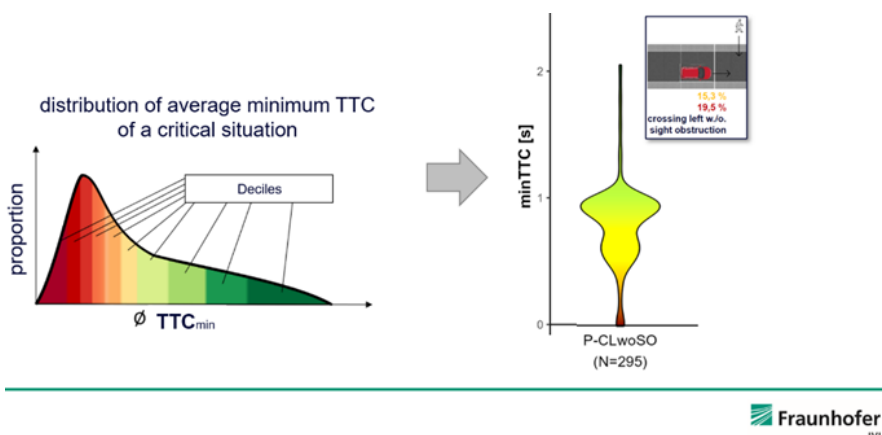 distribution of average minimum TTC
of a critical situation
proportion
Deciles
Ø TTCmin
minTTC [s]
2
1
0
15,3 %
19,5 %
crossing left w./o.
sight obstruction
P-CLwoSO
(N=295)
Fraunhofer